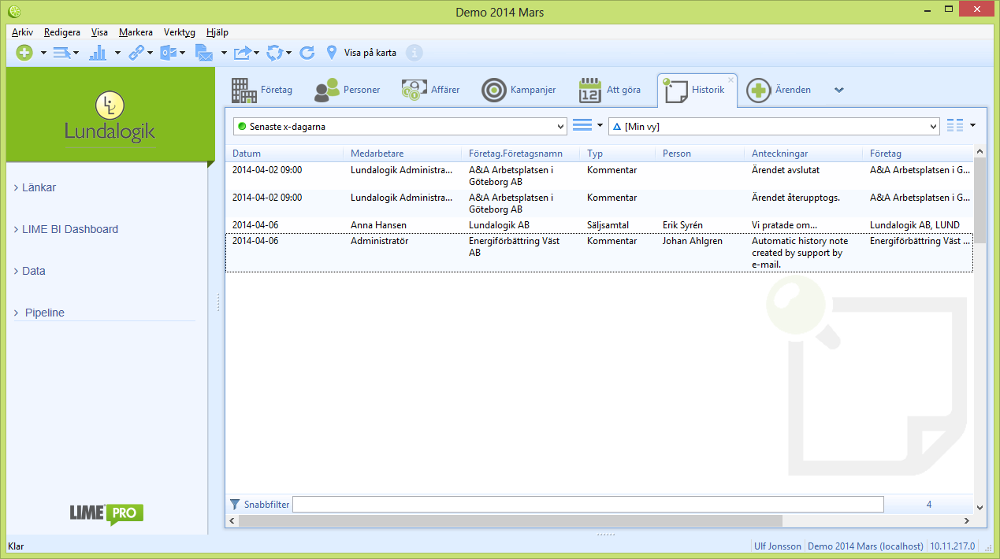 Demo 2014 Mars
Arkiv Redigera Visa Markera Verktyg Hjälp
Visa på karta
Lundalogik
Företag Personer Affärer Kampanjer 12 Att göra Historik Ärenden
Senaste x-dagarna [Min vy]
Datum Medarbetare Företag.Företagsnamn Typ Person Anteckningar Företag
2014-04-02 09:00 Lundalogik Administra... A&A Arbetsplatsen i Kommentar Ärendet avslutat A&A Arbetsplatsen i G...
Göteborg AB
2014-04-02 09:00 Lundalogik Administra... A&A Arbetsplatsen i Kommentar Ärendet återupptogs. A&A Arbetsplatsen i G...
Göteborg AB
2014-04-06 Anna Hansen Lundalogik AB Säljsamtal Erik Syrén Vi pratade om... Lundalogik AB, LUND
2014-04-06 Administratör Energiförbättring Väst Kommentar Johan Ahlgren Automatic history note Energiförbättring Väst ...
AB created by support by
e-mail.
Länkar
LIME BI Dashboard
Data
Pipeline
LIME PRO
Snabbfilter 4
Klar Ulf Jonsson Demo 2014 Mars (localhost) 10.11.217.0